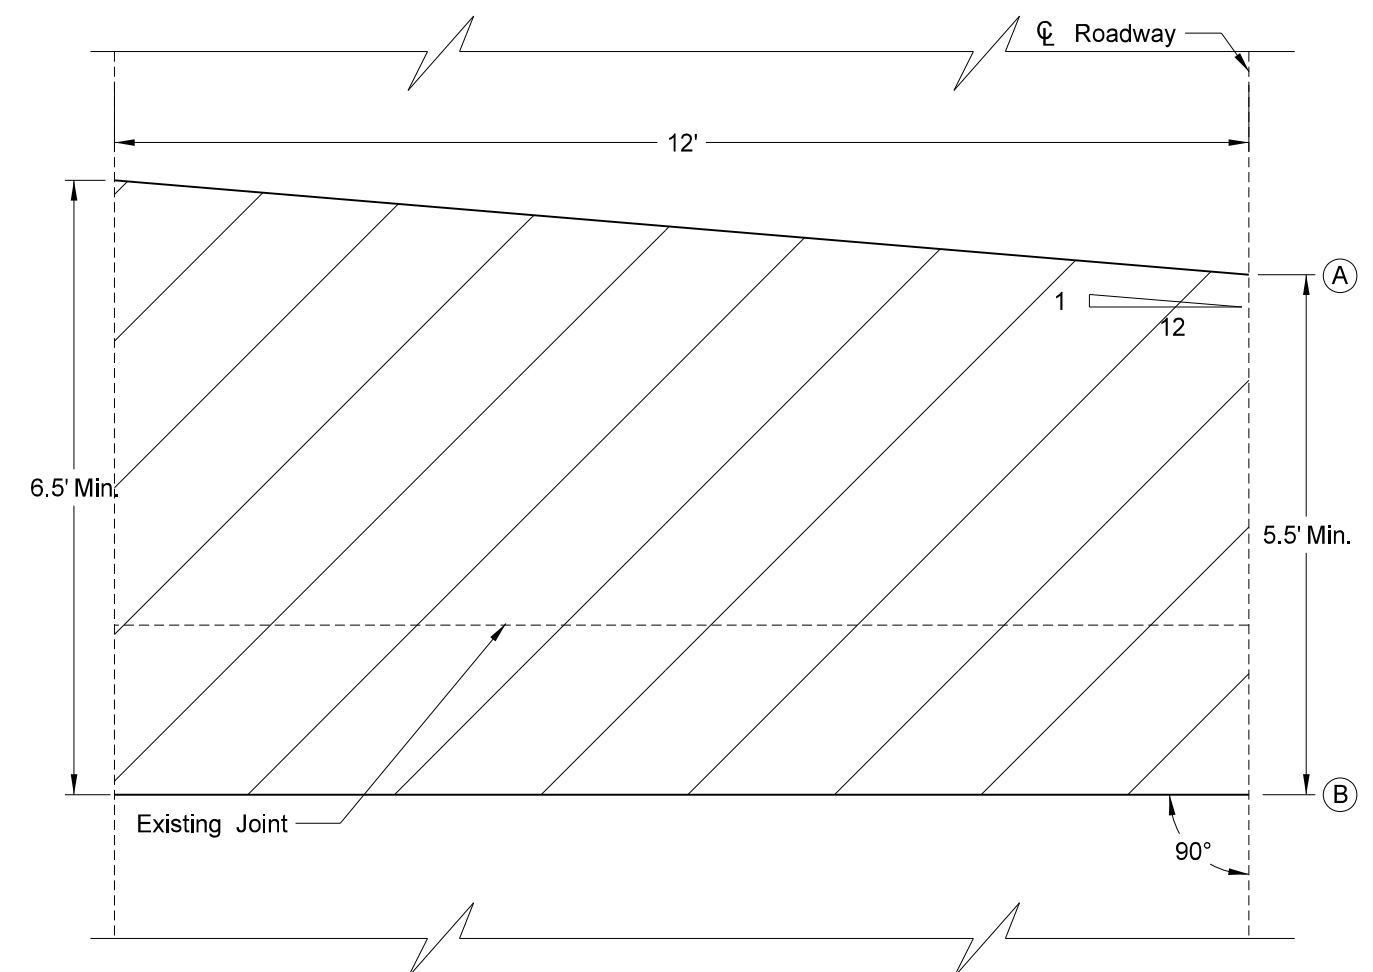 ℄ Roadway
12'
A
1
12
6.5' Min.
5.5' Min.
B
Existing Joint
90°